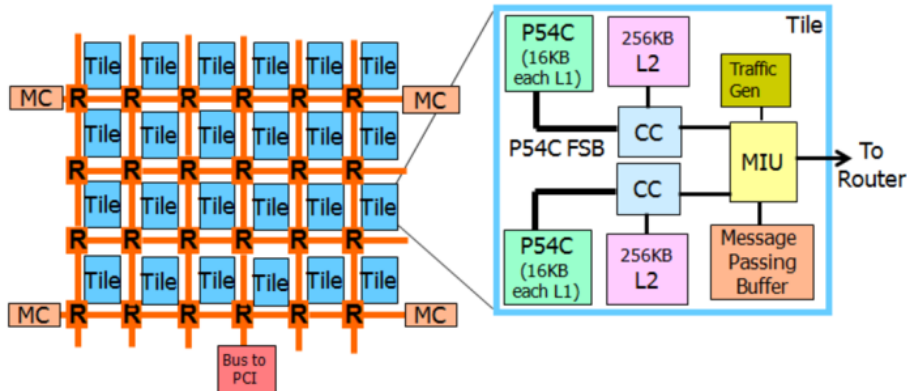 Tile Tile Tile Tile Tile Tile
MC R R R R R R MC
Tile Tile Tile Tile Tile Tile
R R R R R R
Tile Tile Tile Tile Tile Tile
R R R R R R
Tile Tile Tile Tile Tile Tile
MC R R R R R R MC
Bus to
PCI
Tile
P54C
(16KB
each L1)
256KB
L2
Traffic
Gen
CC
P54C FSB
MIU
To
Router
CC
P54C
(16KB
each L1)
256KB
L2
Message
Passing
Buffer